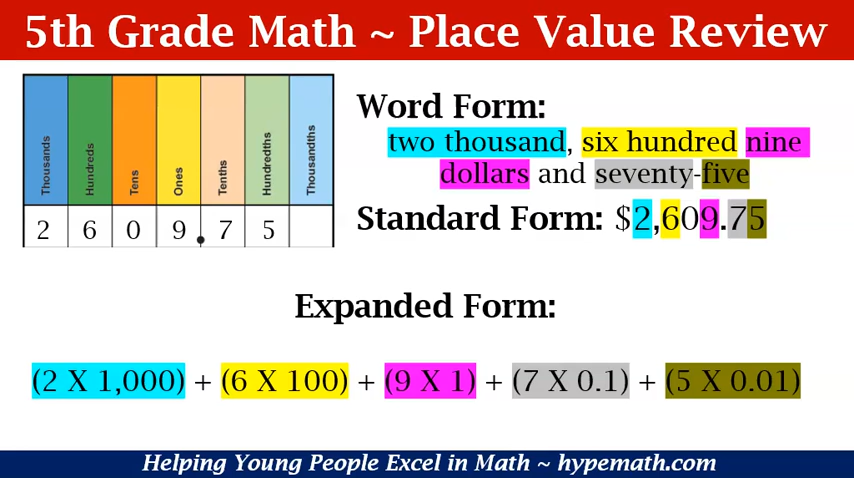 5th Grade Math ~ Place Value Review
Thousands
Hundreds
Tens
Ones
Tenths
Hundredths
Thousandths
2 6 0 9 . 7 5
Word Form:
two thousand, six hundred nine
dollars and seventy-five
Standard Form: $2,609.75
Expanded Form:
(2 X 1,000) + (6 X 100) + (9 X 1) + (7 X 0.1) + (5 X 0.01)
Helping Young People Excel in Math ~ hypemath.com